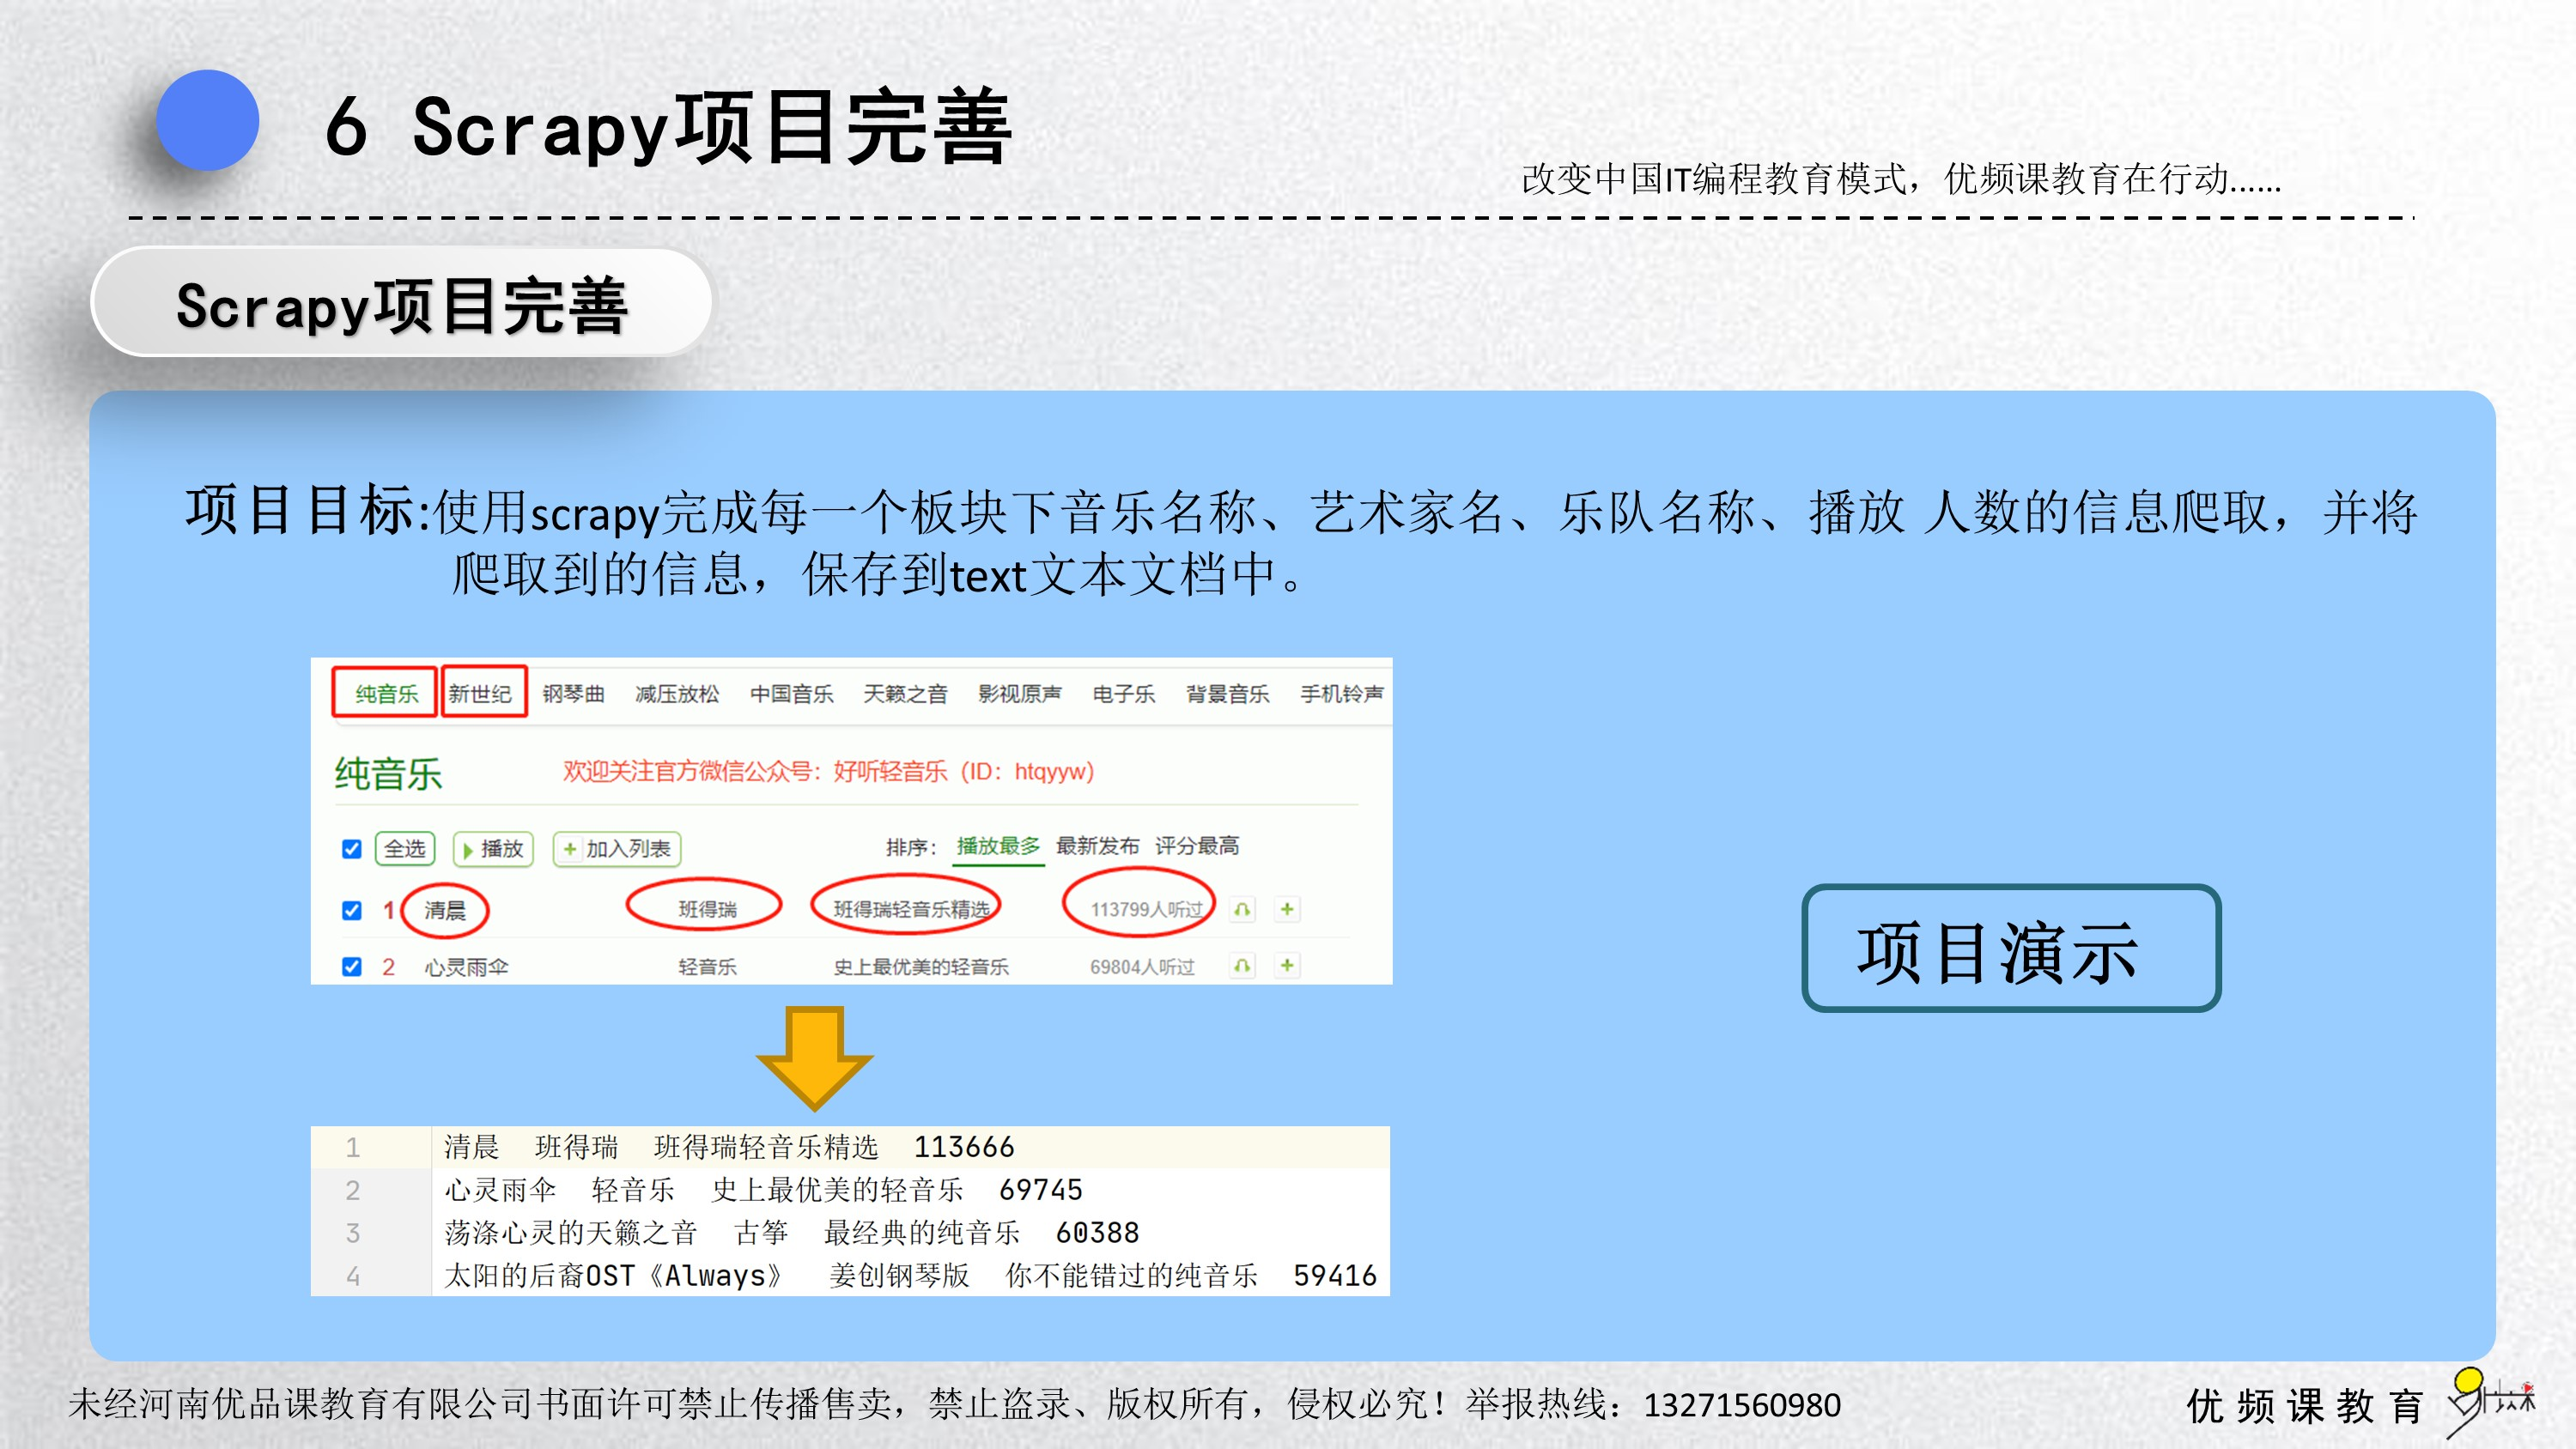 6 Scrapy项目完善
改变中国IT编程教育模式，优频课教育在行动......
Scrapy项目完善
项目目标:使用scrapy完成每一个板块下音乐名称、艺术家名、乐队名称、播放 人数的信息爬取，并将
爬取到的信息，保存到text文本文档中。
纯音乐 新世纪 钢琴曲 减压放松 中国音乐 天籁之音 影视原声 电子乐 背景音乐 手机铃声
纯音乐 欢迎关注官方微信公众号：好听轻音乐（ID：htqyyw）
全选 播放 + 加入列表 排序： 播放最多 最新发布 评分最高
1 清晨 班得瑞 班得瑞轻音乐精选 113799人听过 +
2 心灵雨伞 轻音乐 史上最优美的轻音乐 69804人听过 +
项目演示
1 清晨 班得瑞 班得瑞轻音乐精选 113666
2 心灵雨伞 轻音乐 史上最优美的轻音乐 69745
3 荡涤心灵的天籁之音 古筝 最经典的纯音乐 60388
4 太阳的后裔OST《Always》 姜创钢琴版 你不能错过的纯音乐 59416
未经河南优品课教育有限公司书面许可禁止传播售卖，禁止盗录、版权所有，侵权必究！举报热线：13271560980
优频课教育